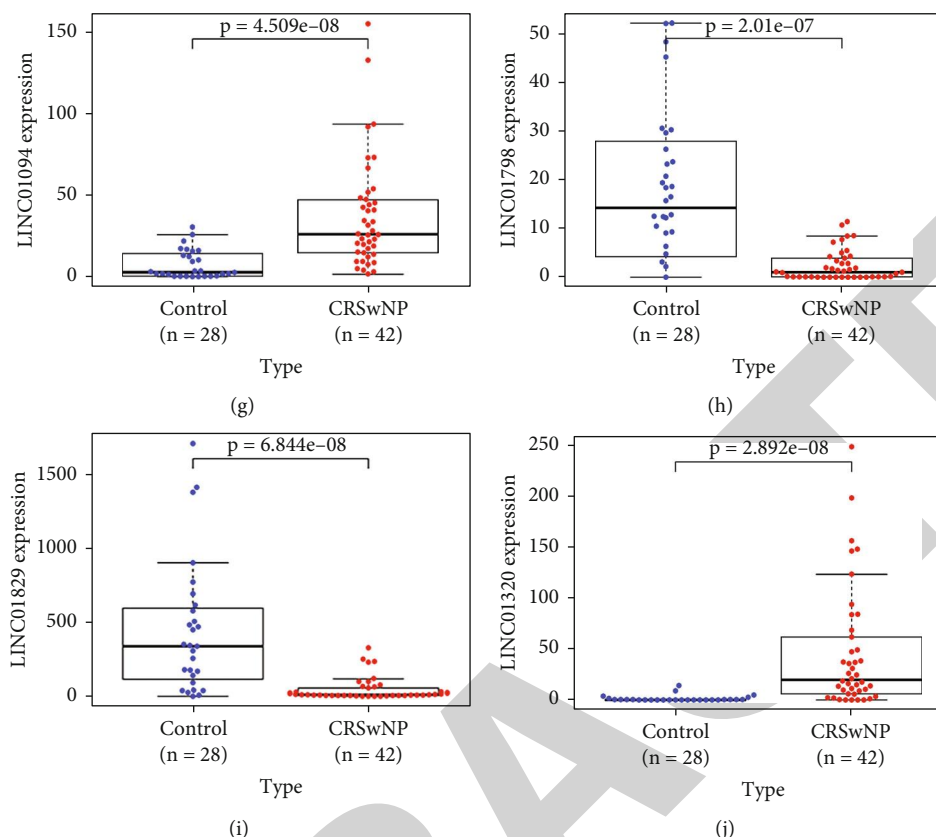 p = 4.509e–08
LINC01094 expression
150
100
50
0
Control
(n = 28)
CRSwNP
(n = 42)
Type
(g)
p = 2.01e–07
LINC01798 expression
50
40
30
20
10
0
Control
(n = 28)
CRSwNP
(n = 42)
Type
(h)
p = 6.844e–08
LINC01829 expression
1500
1000
500
0
Control
(n = 28)
CRSwNP
(n = 42)
Type
(i)
p = 2.892e–08
LINC01320 expression
250
200
150
100
50
0
Control
(n = 28)
CRSwNP
(n = 42)
Type
(j)